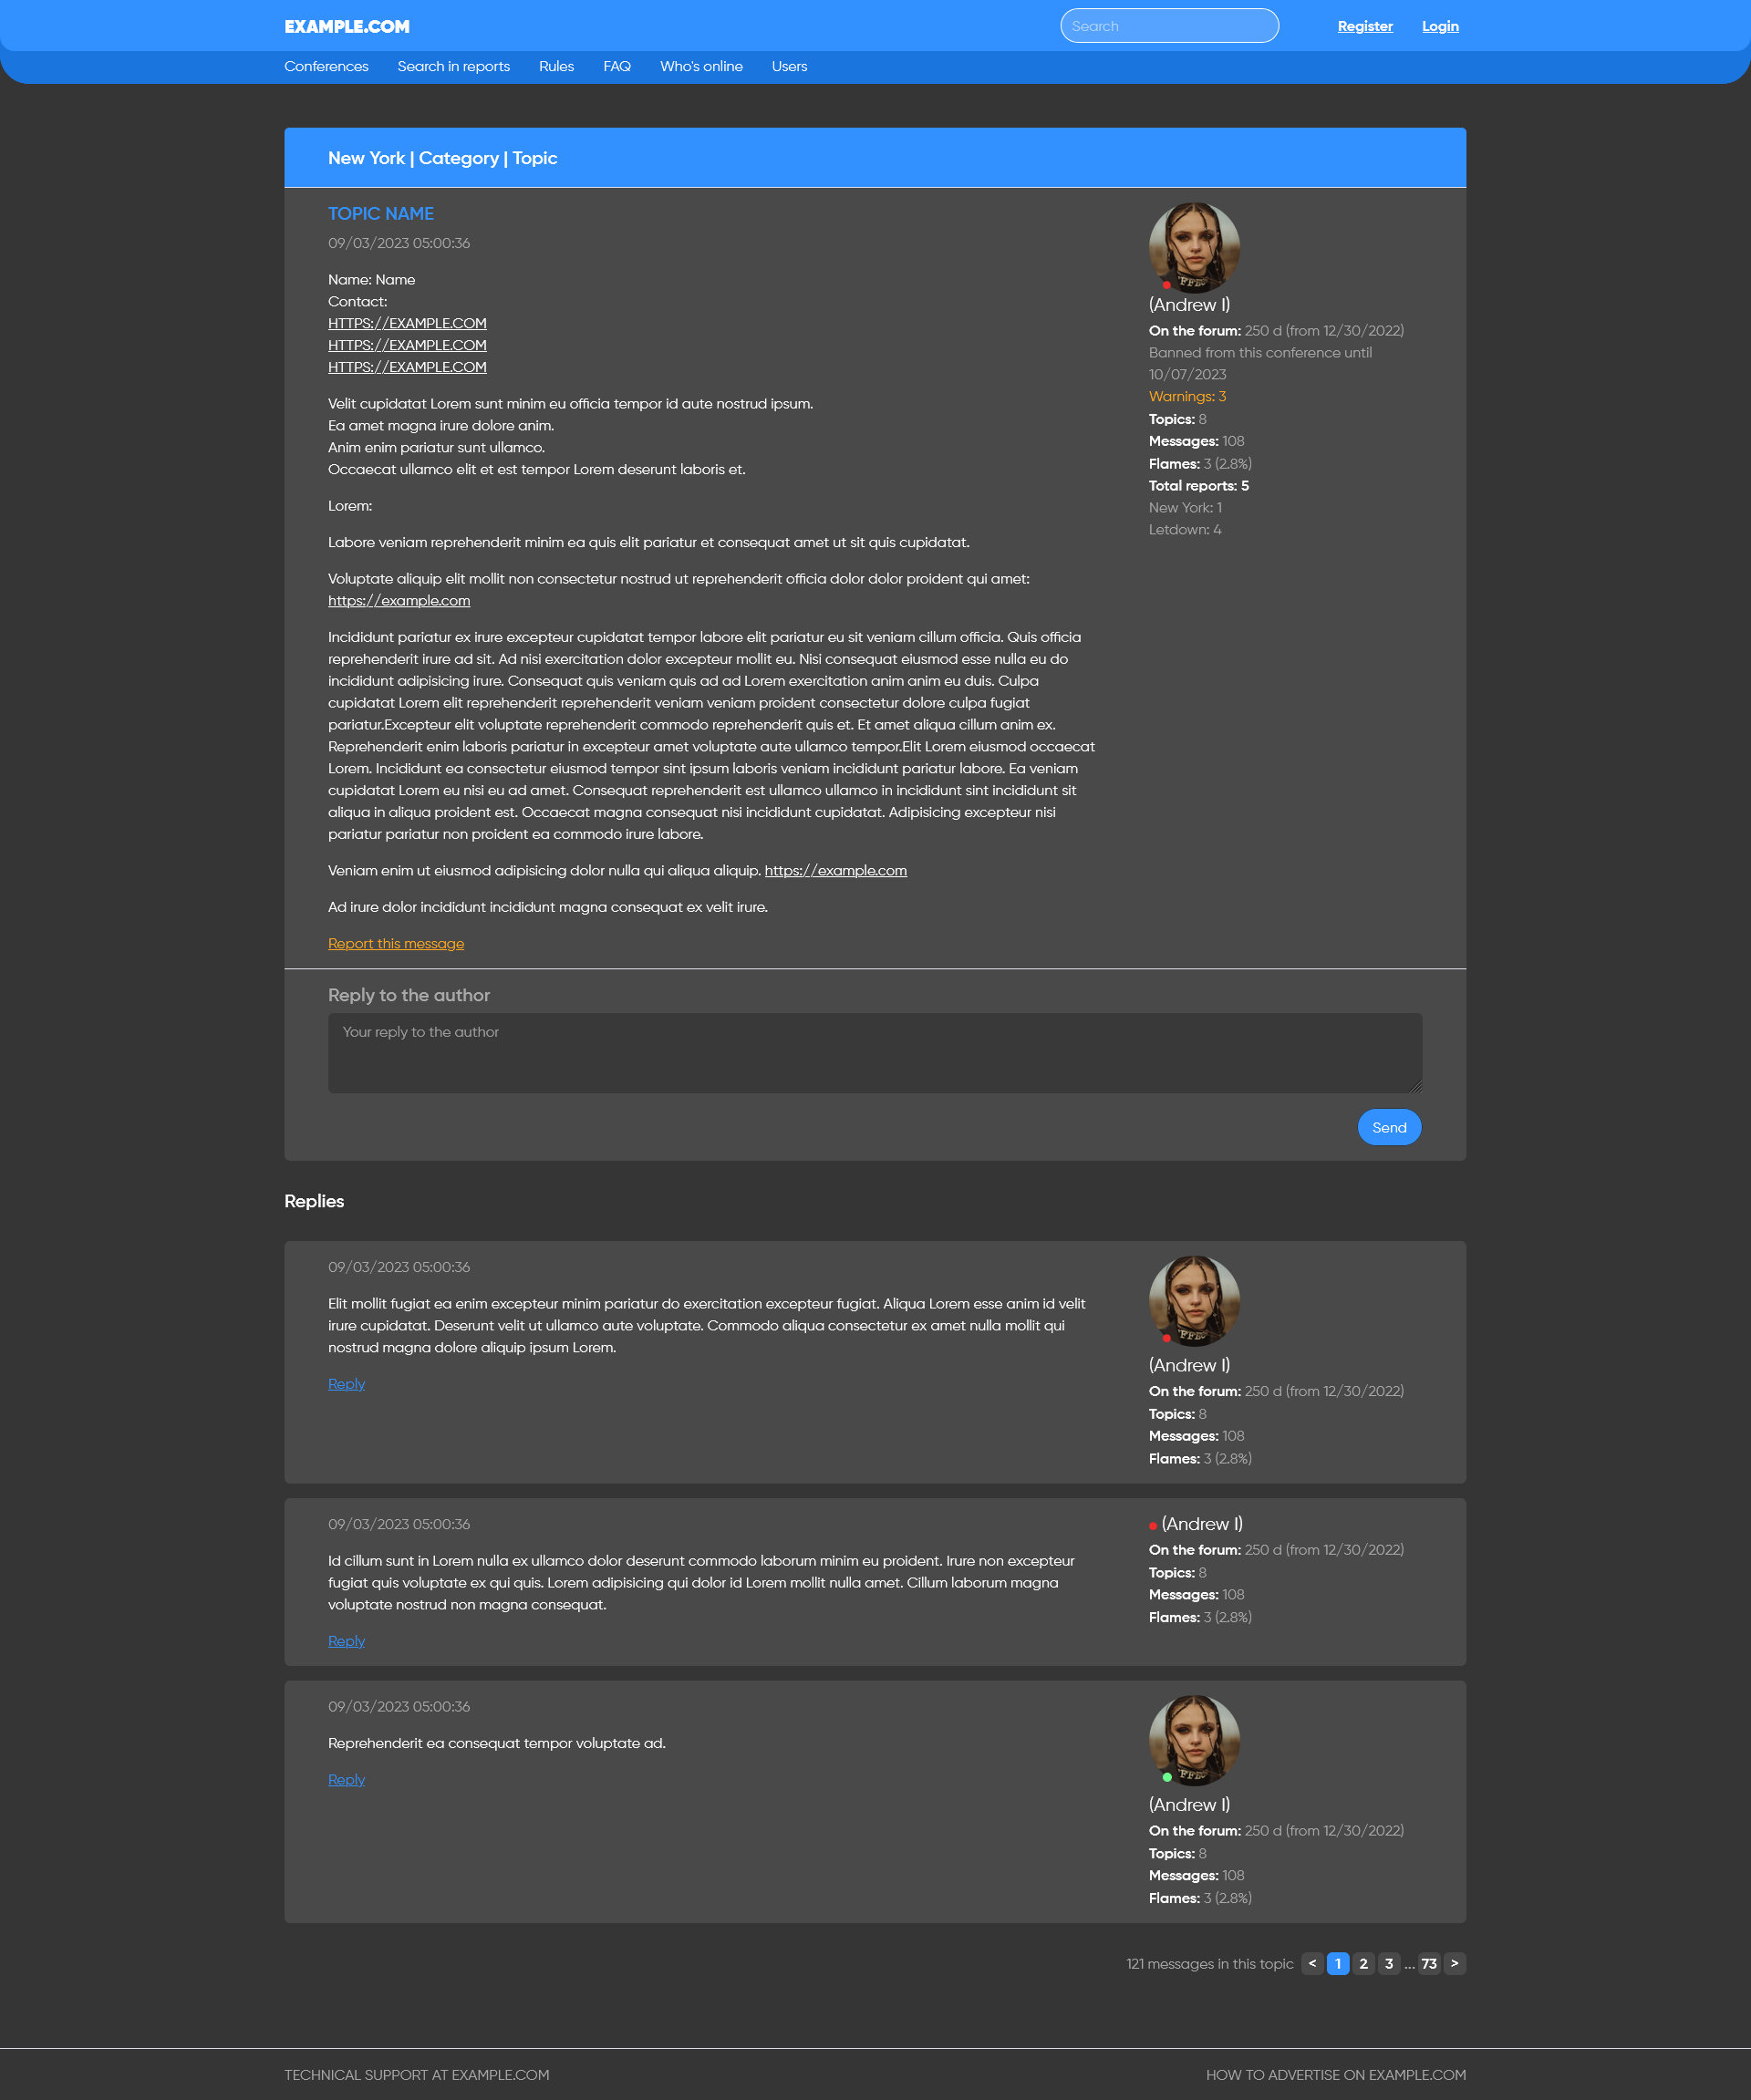 EXAMPLE.COM
Search
Register
Login
Conferences
Search in reports
Rules
FAQ
Who's online
Users
New York | Category | Topic
TOPIC NAME
09/03/2023 05:00:36
Name: Name
Contact:
HTTPS://EXAMPLE.COM
HTTPS://EXAMPLE.COM
HTTPS://EXAMPLE.COM
Velit cupidatat Lorem sunt minim eu officia tempor id aute nostrud ipsum.
Ea amet magna irure dolore anim.
Anim enim pariatur sunt ullamco.
Occaecat ullamco elit et est tempor Lorem deserunt laboris et.
Lorem:
Labore veniam reprehenderit minim ea quis elit pariatur et consequat amet ut sit quis cupidatat.
Voluptate aliquip elit mollit non consectetur nostrud ut reprehenderit officia dolor dolor proident qui amet:
https://example.com
Incididunt pariatur ex irure excepteur cupidatat tempor labore elit pariatur eu sit veniam cillum officia. Quis officia
reprehenderit irure ad sit. Ad nisi exercitation dolor excepteur mollit eu. Nisi consequat eiusmod esse nulla eu do
incididunt adipisicing irure. Consequat quis veniam quis ad ad Lorem exercitation anim anim eu duis. Culpa
cupidatat Lorem elit reprehenderit reprehenderit veniam veniam proident consectetur dolore culpa fugiat
pariatur.Excepteur elit voluptate reprehenderit commodo reprehenderit quis et. Et amet aliqua cillum anim ex.
Reprehenderit enim laboris pariatur in excepteur amet voluptate aute ullamco tempor.Elit Lorem eiusmod occaecat
Lorem. Incididunt ea consectetur eiusmod tempor sint ipsum laboris veniam incididunt pariatur labore. Ea veniam
cupidatat Lorem eu nisi eu ad amet. Consequat reprehenderit est ullamco ullamco in incididunt sint incididunt sit
aliqua in aliqua proident est. Occaecat magna consequat nisi incididunt cupidatat. Adipisicing excepteur nisi
pariatur pariatur non proident ea commodo irure labore.
Veniam enim ut eiusmod adipisicing dolor nulla qui aliqua aliquip. https://example.com
Ad irure dolor incididunt incididunt magna consequat ex velit irure.
Report this message
(Andrew I)
On the forum: 250 d (from 12/30/2022)
Banned from this conference until
10/07/2023
Warnings: 3
Topics: 8
Messages: 108
Flames: 3 (2.8%)
Total reports: 5
New York: 1
Letdown: 4
Reply to the author
Your reply to the author
Send
Replies
09/03/2023 05:00:36
Elit mollit fugiat ea enim excepteur minim pariatur do exercitation excepteur fugiat. Aliqua Lorem esse anim id velit
irure cupidatat. Deserunt velit ut ullamco aute voluptate. Commodo aliqua consectetur ex amet nulla mollit qui
nostrud magna dolore aliquip ipsum Lorem.
Reply
(Andrew I)
On the forum: 250 d (from 12/30/2022)
Topics: 8
Messages: 108
Flames: 3 (2.8%)
09/03/2023 05:00:36
Id cillum sunt in Lorem nulla ex ullamco dolor deserunt commodo laborum minim eu proident. Irure non excepteur
fugiat quis voluptate ex qui quis. Lorem adipisicing qui dolor id Lorem mollit nulla amet. Cillum laborum magna
voluptate nostrud non magna consequat.
Reply
(Andrew I)
On the forum: 250 d (from 12/30/2022)
Topics: 8
Messages: 108
Flames: 3 (2.8%)
09/03/2023 05:00:36
Reprehenderit ea consequat tempor voluptate ad.
Reply
(Andrew I)
On the forum: 250 d (from 12/30/2022)
Topics: 8
Messages: 108
Flames: 3 (2.8%)
121 messages in this topic < 1 2 3 ... 73 >
TECHNICAL SUPPORT AT EXAMPLE.COM
HOW TO ADVERTISE ON EXAMPLE.COM